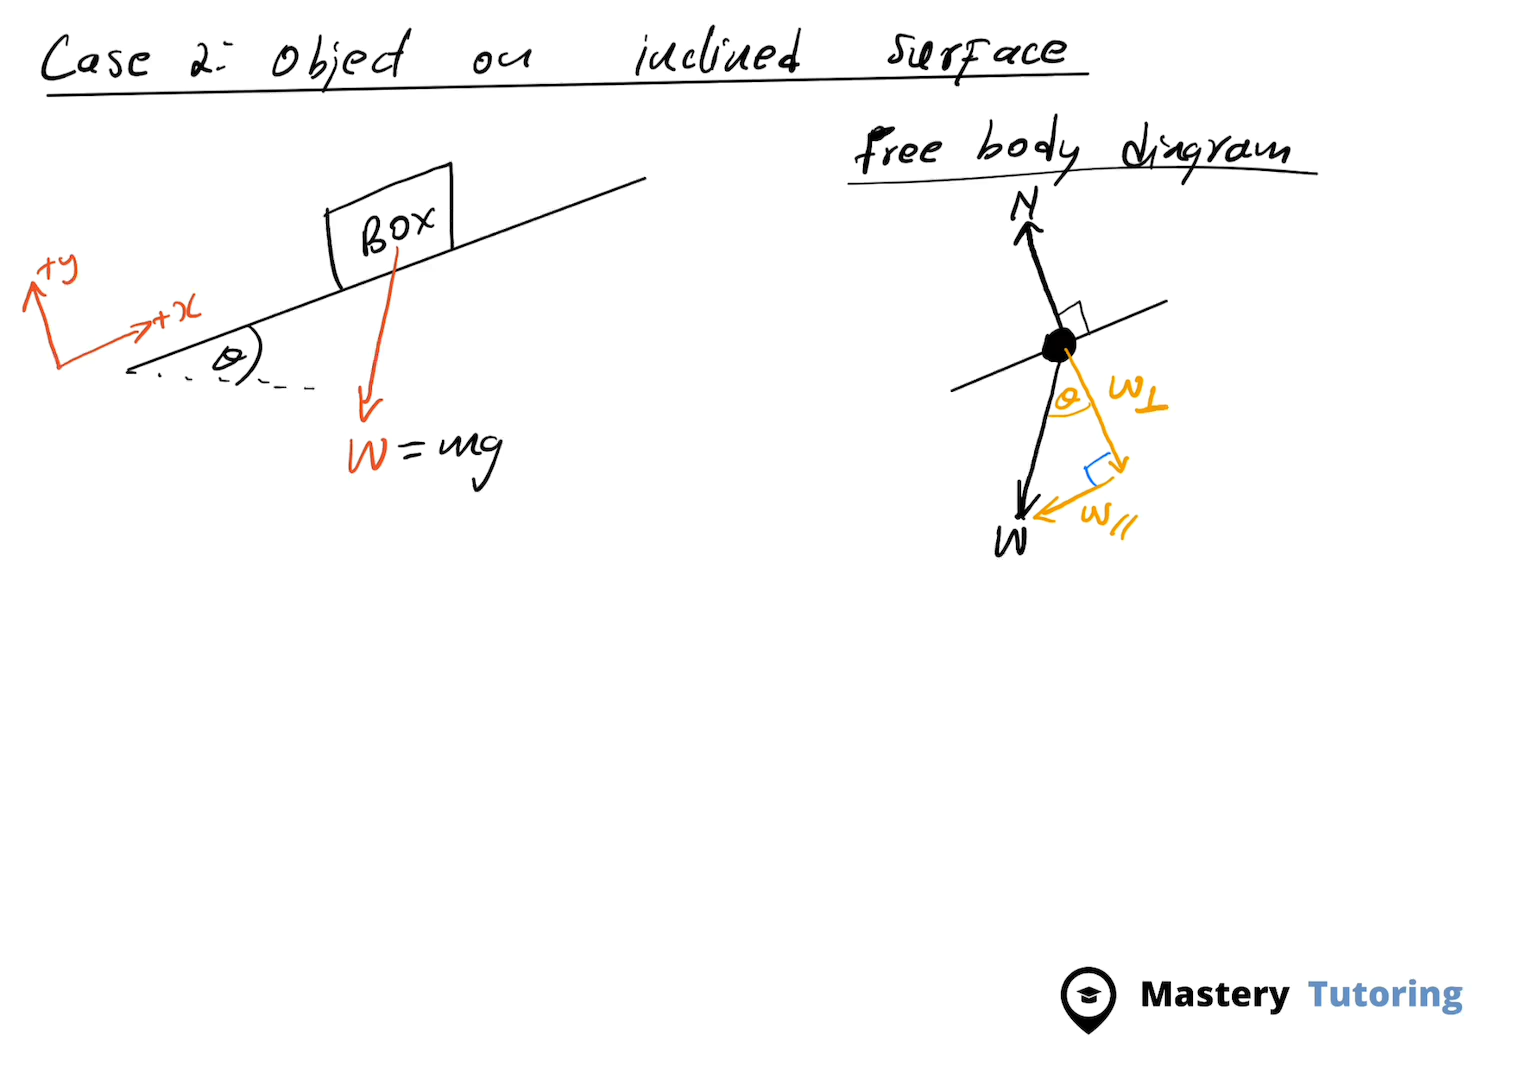 Case 2: Object on inclined surface
Free body diagram
N
BOX
+y
+x
θ
W = mg
θ
W⊥
W//
W
Mastery Tutoring